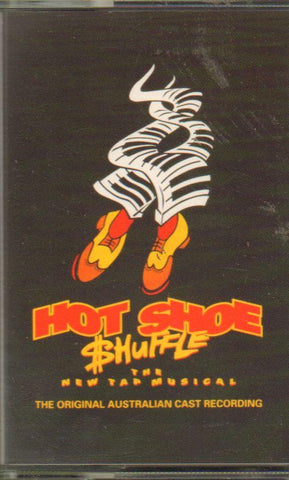 HOT SHOE
$HUFFLE
THE
NEW TAP MUSICAL
THE ORIGINAL AUSTRALIAN CAST RECORDING